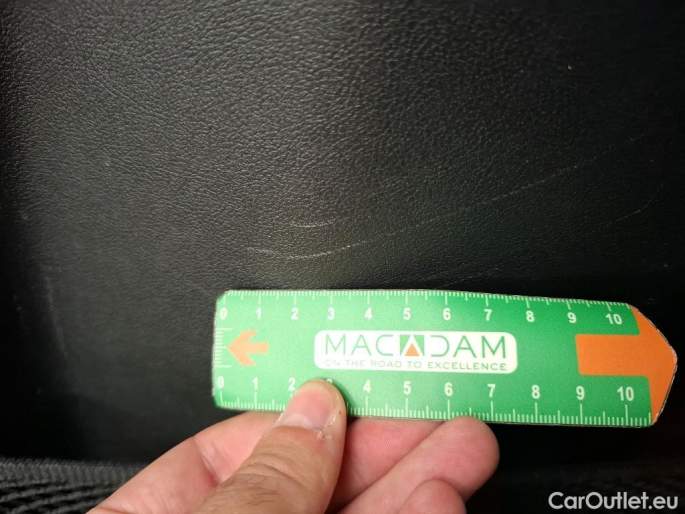 0 1 2 3 4 5 6 7 8 9 10
MACADAM
ON THE ROAD TO EXCELLENCE
0 1 2 3 4 5 6 7 8 9 10
CarOutlet.eu